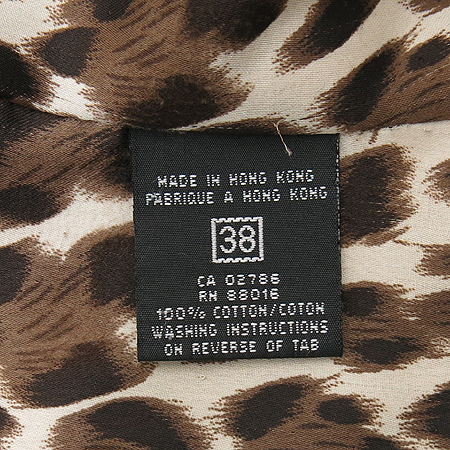 MADE IN HONG KONG
FABRIQUE A HONG KONG
38
CA 02786
RN 88016
100% COTTON/COTON
WASHING INSTRUCTIONS
ON REVERSE OF TAB